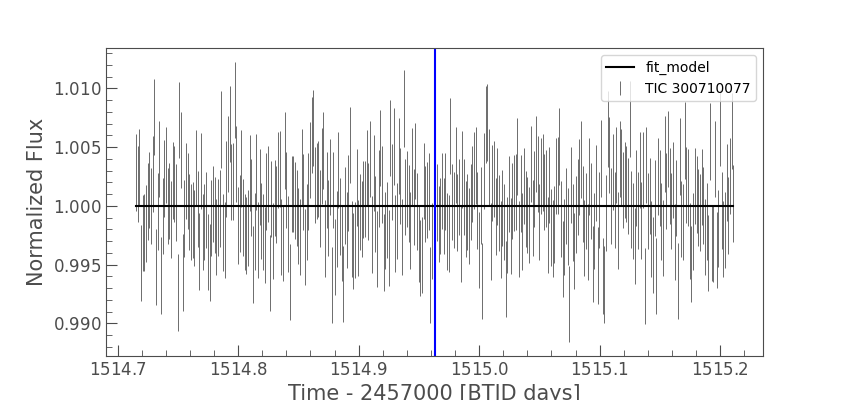 fit_model
TIC 300710077
1.010
1.005
1.000
0.995
0.990
Normalized Flux
1514.7 1514.8 1514.9 1515.0 1515.1 1515.2
Time - 2457000 [BTJD days]